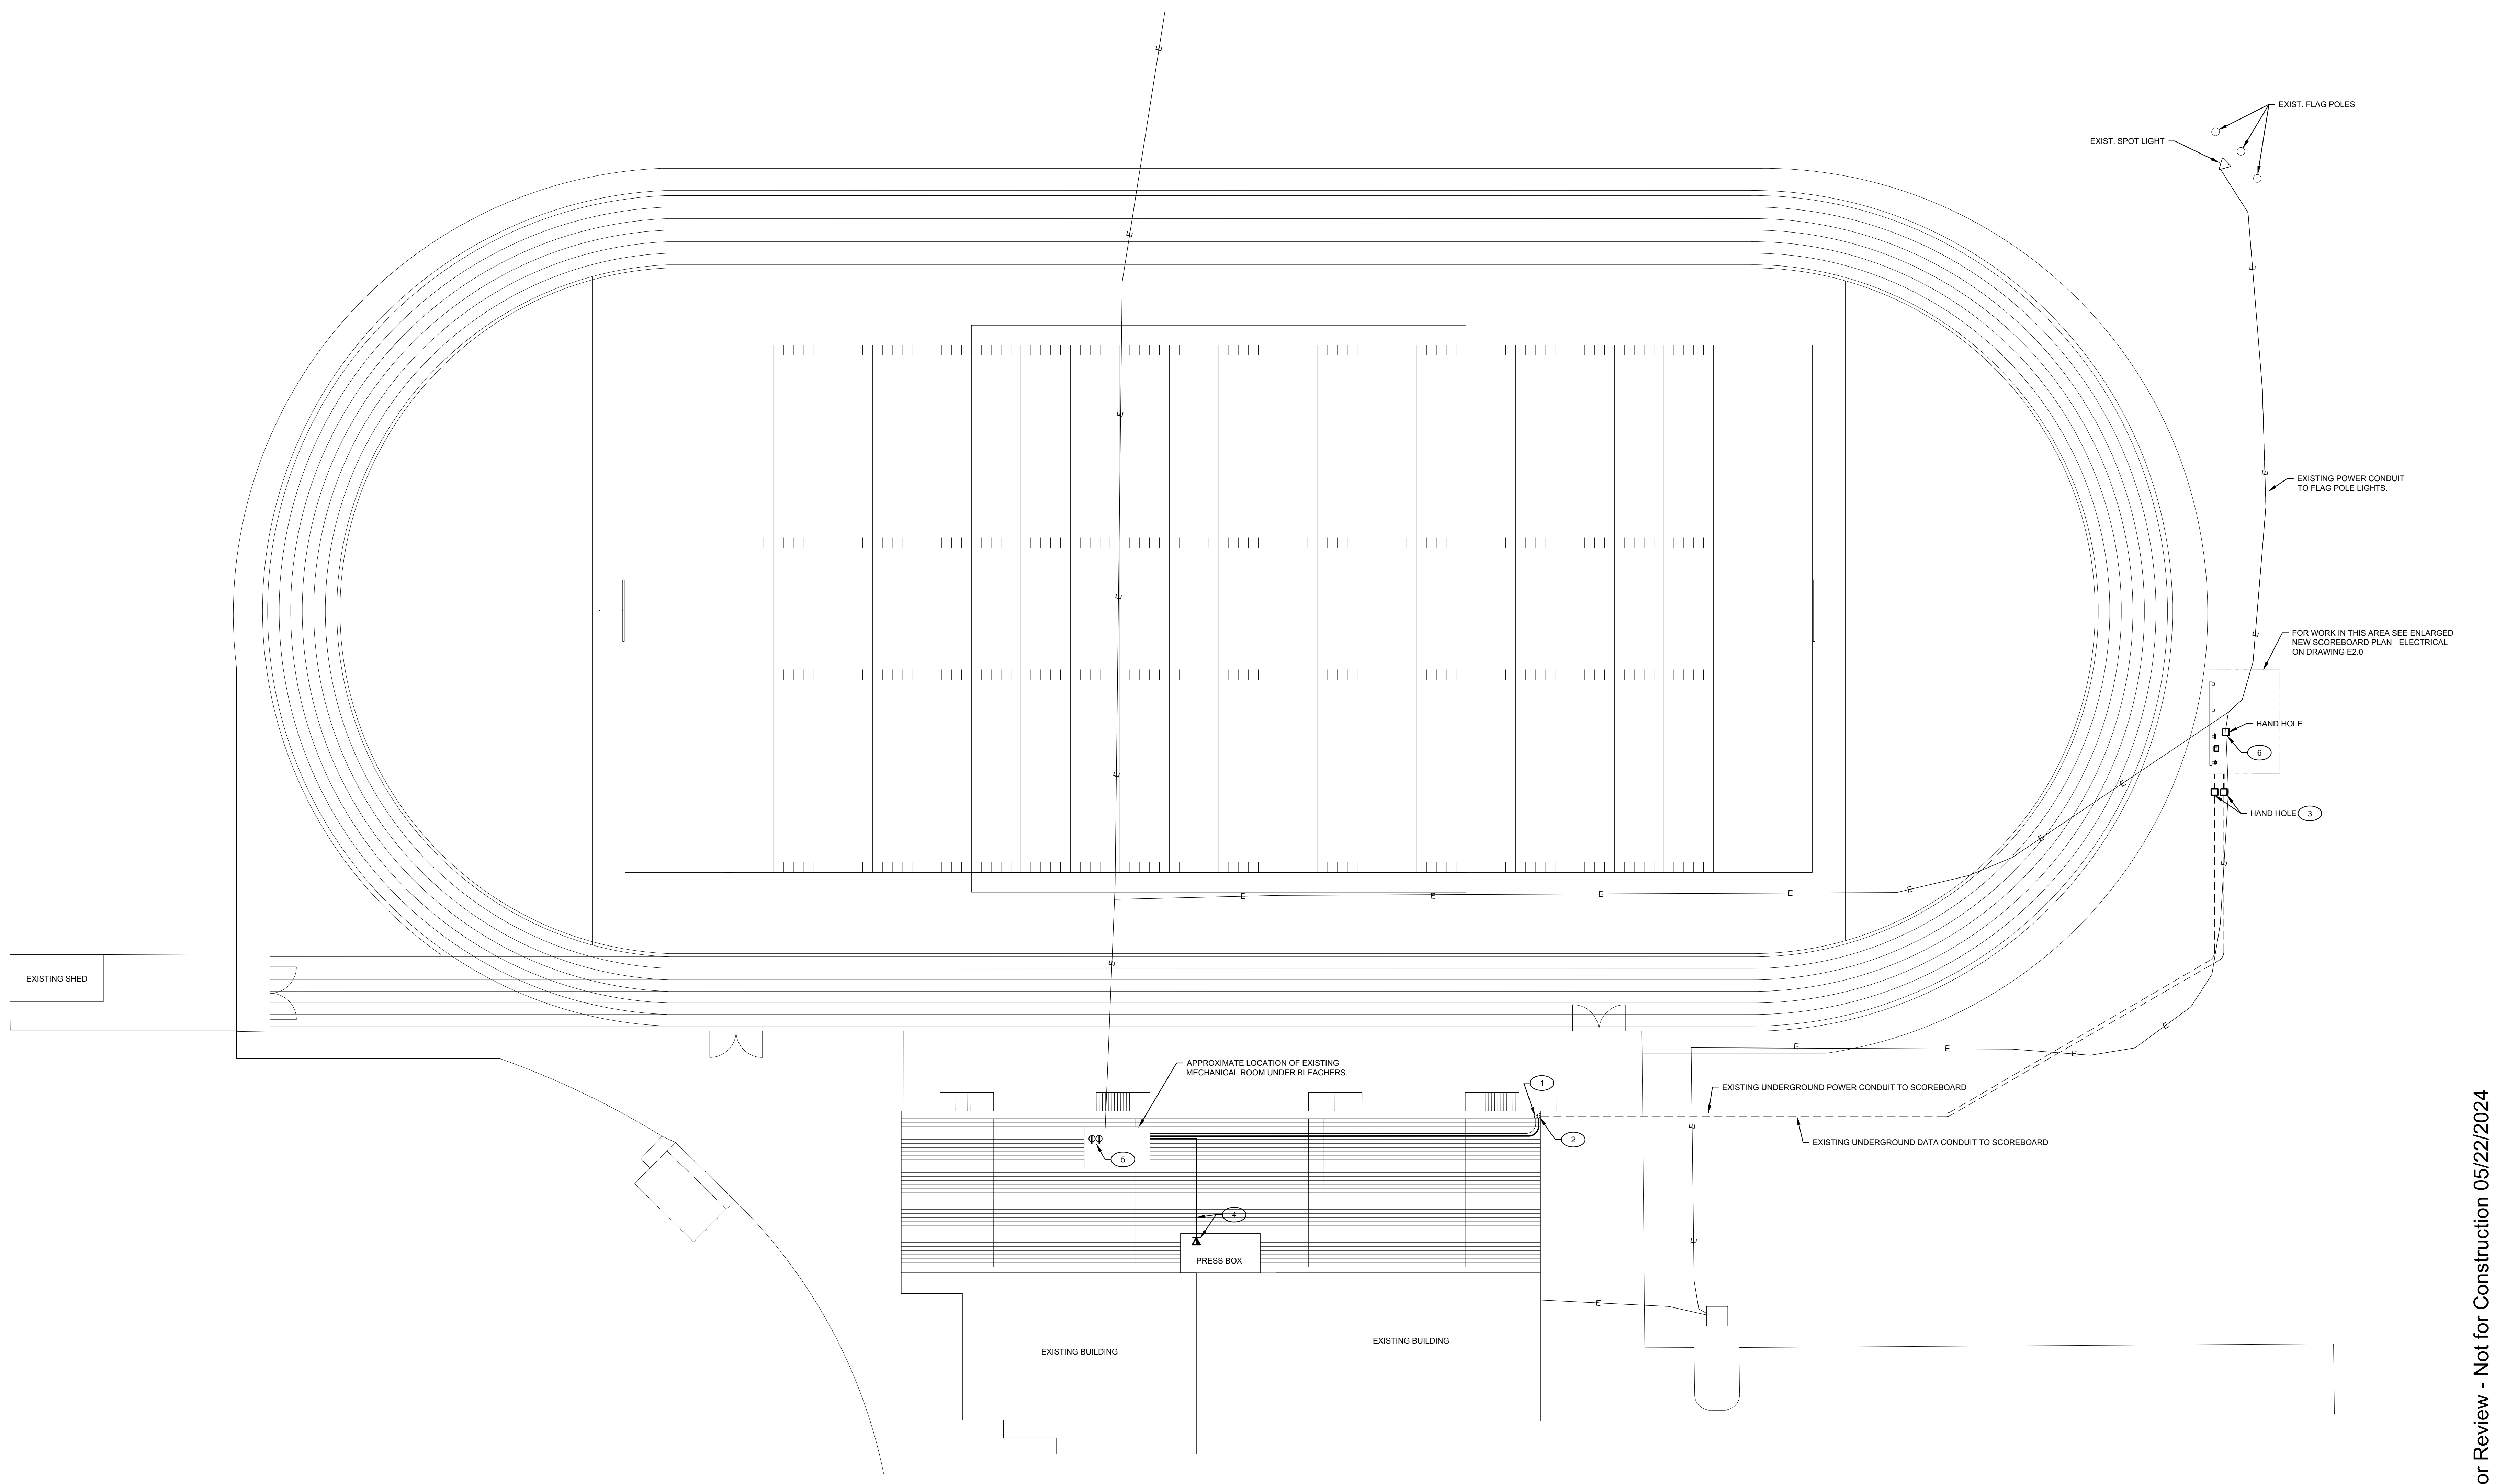 E
EXIST. FLAG POLES
EXIST. SPOT LIGHT
E
E
E
E
EXISTING POWER CONDUIT
TO FLAG POLE LIGHTS.
E
E
FOR WORK IN THIS AREA SEE ENLARGED
NEW SCOREBOARD PLAN - ELECTRICAL
ON DRAWING E2.0
HAND HOLE
6
E
E
HAND HOLE 3
E
E
E
E
E
E
E
E
E
EXISTING SHED
E
E
E
E
APPROXIMATE LOCATION OF EXISTING
MECHANICAL ROOM UNDER BLEACHERS.
1
EXISTING UNDERGROUND POWER CONDUIT TO SCOREBOARD
E
2
EXISTING UNDERGROUND DATA CONDUIT TO SCOREBOARD
5
4
E
PRESS BOX
E
EXISTING BUILDING
EXISTING BUILDING
or Review - Not for Construction 05/22/2024